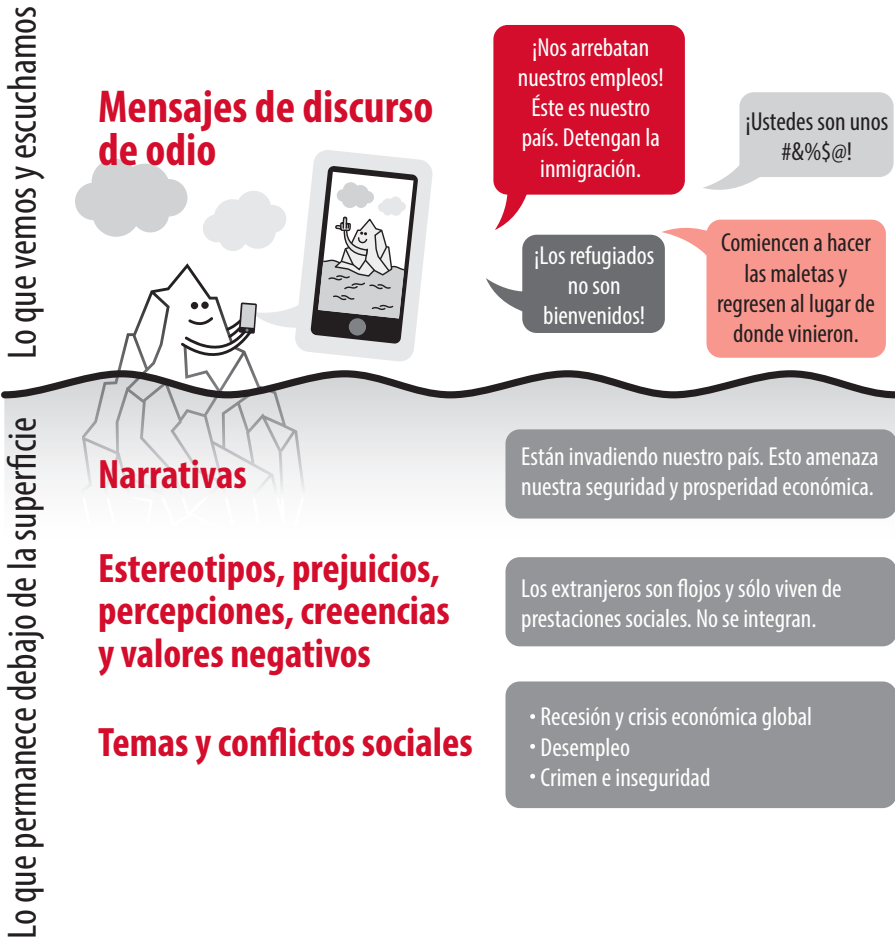 Lo que vemos y escuchamos
Mensajes de discurso
de odio
¡Nos arrebatan
nuestros empleos!
Éste es nuestro
país. Detengan la
inmigración.
¡Ustedes son unos
#&%$@!
¡Los refugiados
no son
bienvenidos!
Comiencen a hacer
las maletas y
regresen al lugar de
donde vinieron.
Lo que permanece debajo de la superficie
Narrativas
Están invadiendo nuestro país. Esto amenaza
nuestra seguridad y prosperidad económica.
Estereotipos, prejuicios,
percepciones, creeencias
y valores negativos
Los extranjeros son flojos y sólo viven de
prestaciones sociales. No se integran.
Temas y conflictos sociales
• Recesión y crisis económica global
• Desempleo
• Crimen e inseguridad